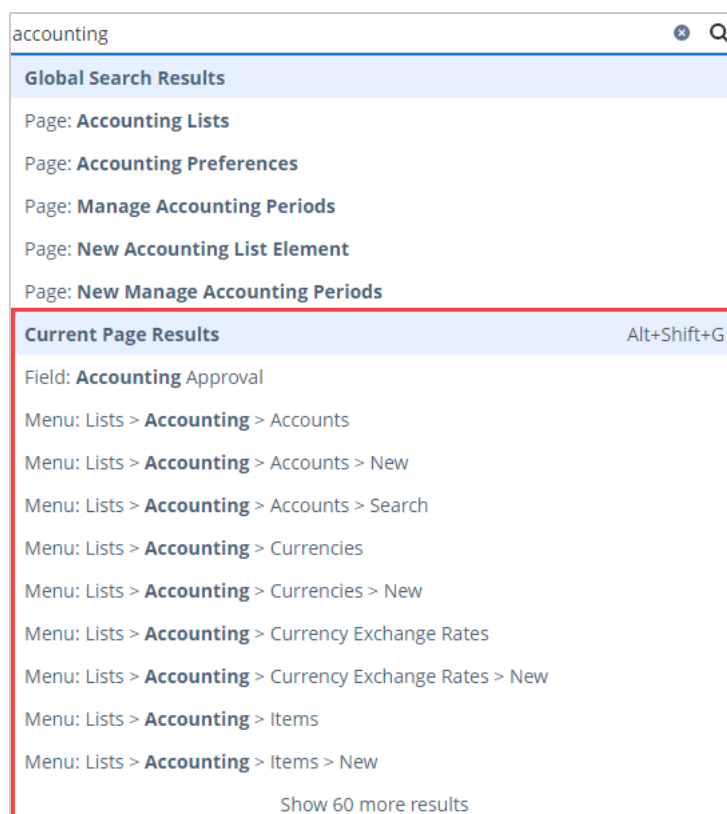 accounting
Global Search Results
Page: Accounting Lists
Page: Accounting Preferences
Page: Manage Accounting Periods
Page: New Accounting List Element
Page: New Manage Accounting Periods
Current Page Results Alt+Shift+G
Field: Accounting Approval
Menu: Lists > Accounting > Accounts
Menu: Lists > Accounting > Accounts > New
Menu: Lists > Accounting > Accounts > Search
Menu: Lists > Accounting > Currencies
Menu: Lists > Accounting > Currencies > New
Menu: Lists > Accounting > Currency Exchange Rates
Menu: Lists > Accounting > Currency Exchange Rates > New
Menu: Lists > Accounting > Items
Menu: Lists > Accounting > Items > New
Show 60 more results